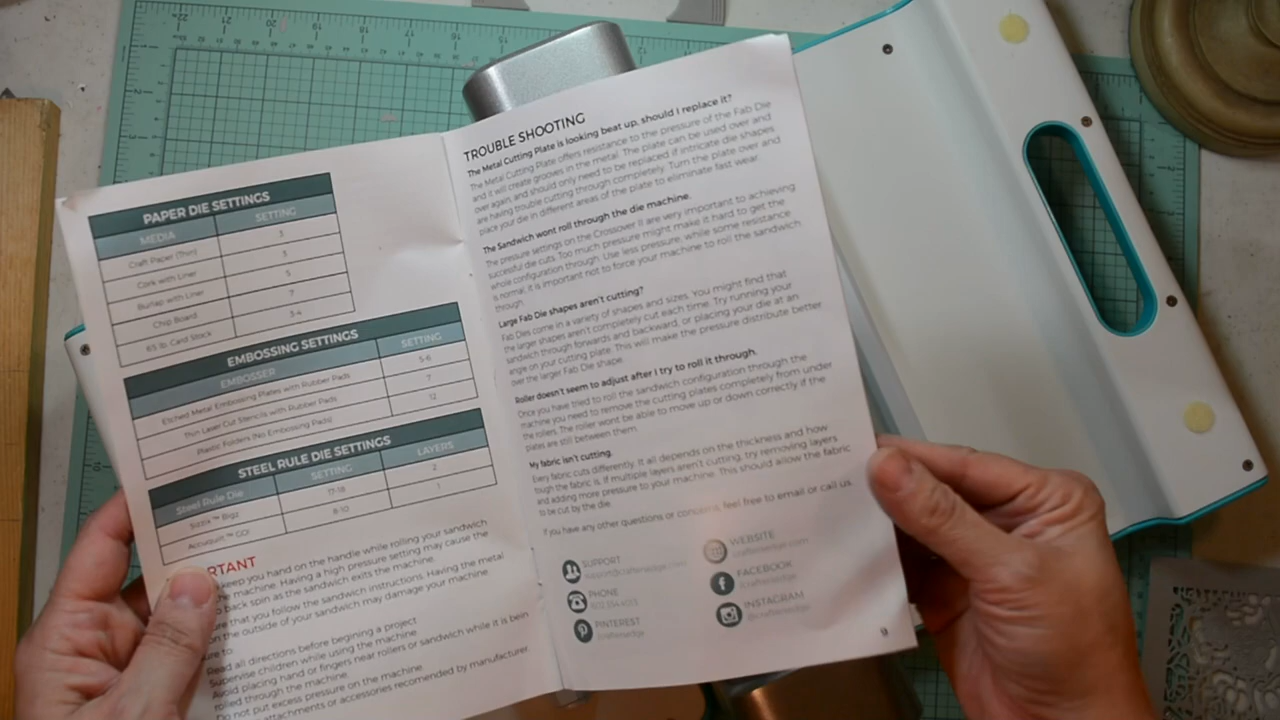 PAPER DIE SETTINGS
MEDIA SETTING
Craft Paper (Thin) 3
Cork with Liner 3
Burlap with Liner 5
Chip Board 7
65 lb. Card Stock 3-4
EMBOSSING SETTINGS
EMBOSSER SETTING
Etched Metal Embossing Plates with Rubber Pads 5-6
Thin Laser Cut Stencils with Rubber Pads 7
Plastic Folders (No Embossing Pads) 12
STEEL RULE DIE SETTINGS
Steel Rule Die SETTING LAYERS
Sizzix™ Bigz 17-18 2
Accuquilt™ GO! 8-10 1
RTANT
keep you hand on the handle while rolling your sandwich
machine. Having a high pressure setting may cause the
back spin as the sandwich exits the machine.
that you follow the sandwich instructions. Having the metal
on the outside of your sandwich may damage your machine
to:
Read all directions before begining a project
Supervise children while using the machine.
Avoid placing hand or fingers near rollers or sandwich while it is bein
rolled through the machine.
Do not put excess pressure on the machine.
attachments or accessories recomended by manufacturer
TROUBLE SHOOTING
The Metal Cutting Plate is looking beat up, should I replace it?
The Metal Cutting Plate offers resistance to the pressure of the Fab Die
and it will create grooves in the metal. The plate can be used over and
over again, and should only need to be replaced if intricate die shapes
are having trouble cutting through completely. Turn the plate over and
place your die in different areas of the plate to eliminate fast wear.
The Sandwich wont roll through the die machine.
The pressure settings on the Crossover II are very important to achieving
successful die cuts. Too much pressure might make it hard to get the
whole configuration through. Use less pressure, while some resistance
is normal, it is important not to force your machine to roll the sandwich
through.
Large Fab Die shapes aren't cutting?
Fab Dies come in a variety of shapes and sizes. You might find that
the larger shapes aren't completely cut each time. Try running your
sandwich through forwards and backward, or placing your die at an
angle on your cutting plate. This will make the pressure distribute better
over the larger Fab Die shape.
Roller doesn't seem to adjust after I try to roll it through.
Once you have tried to roll the sandwich configuration through the
machine you need to remove the cutting plates completely from under
the rollers. The roller wont be able to move up or down correctly if the
plates are still between them.
My fabric isn't cutting.
Every fabric cuts differently. It all depends on the thickness and how
tough the fabric is. If multiple layers aren't cutting, try removing layers
and adding more pressure to your machine. This should allow the fabric
to be cut by the die.
If you have any other questions or concerns, feel free to email or call us.
SUPPORT
WEBSITE
craftersedge.com
PHONE
FACEBOOK
/craftersedge
PINTEREST
/craftersedge
INSTAGRAM
@craftersedge
9